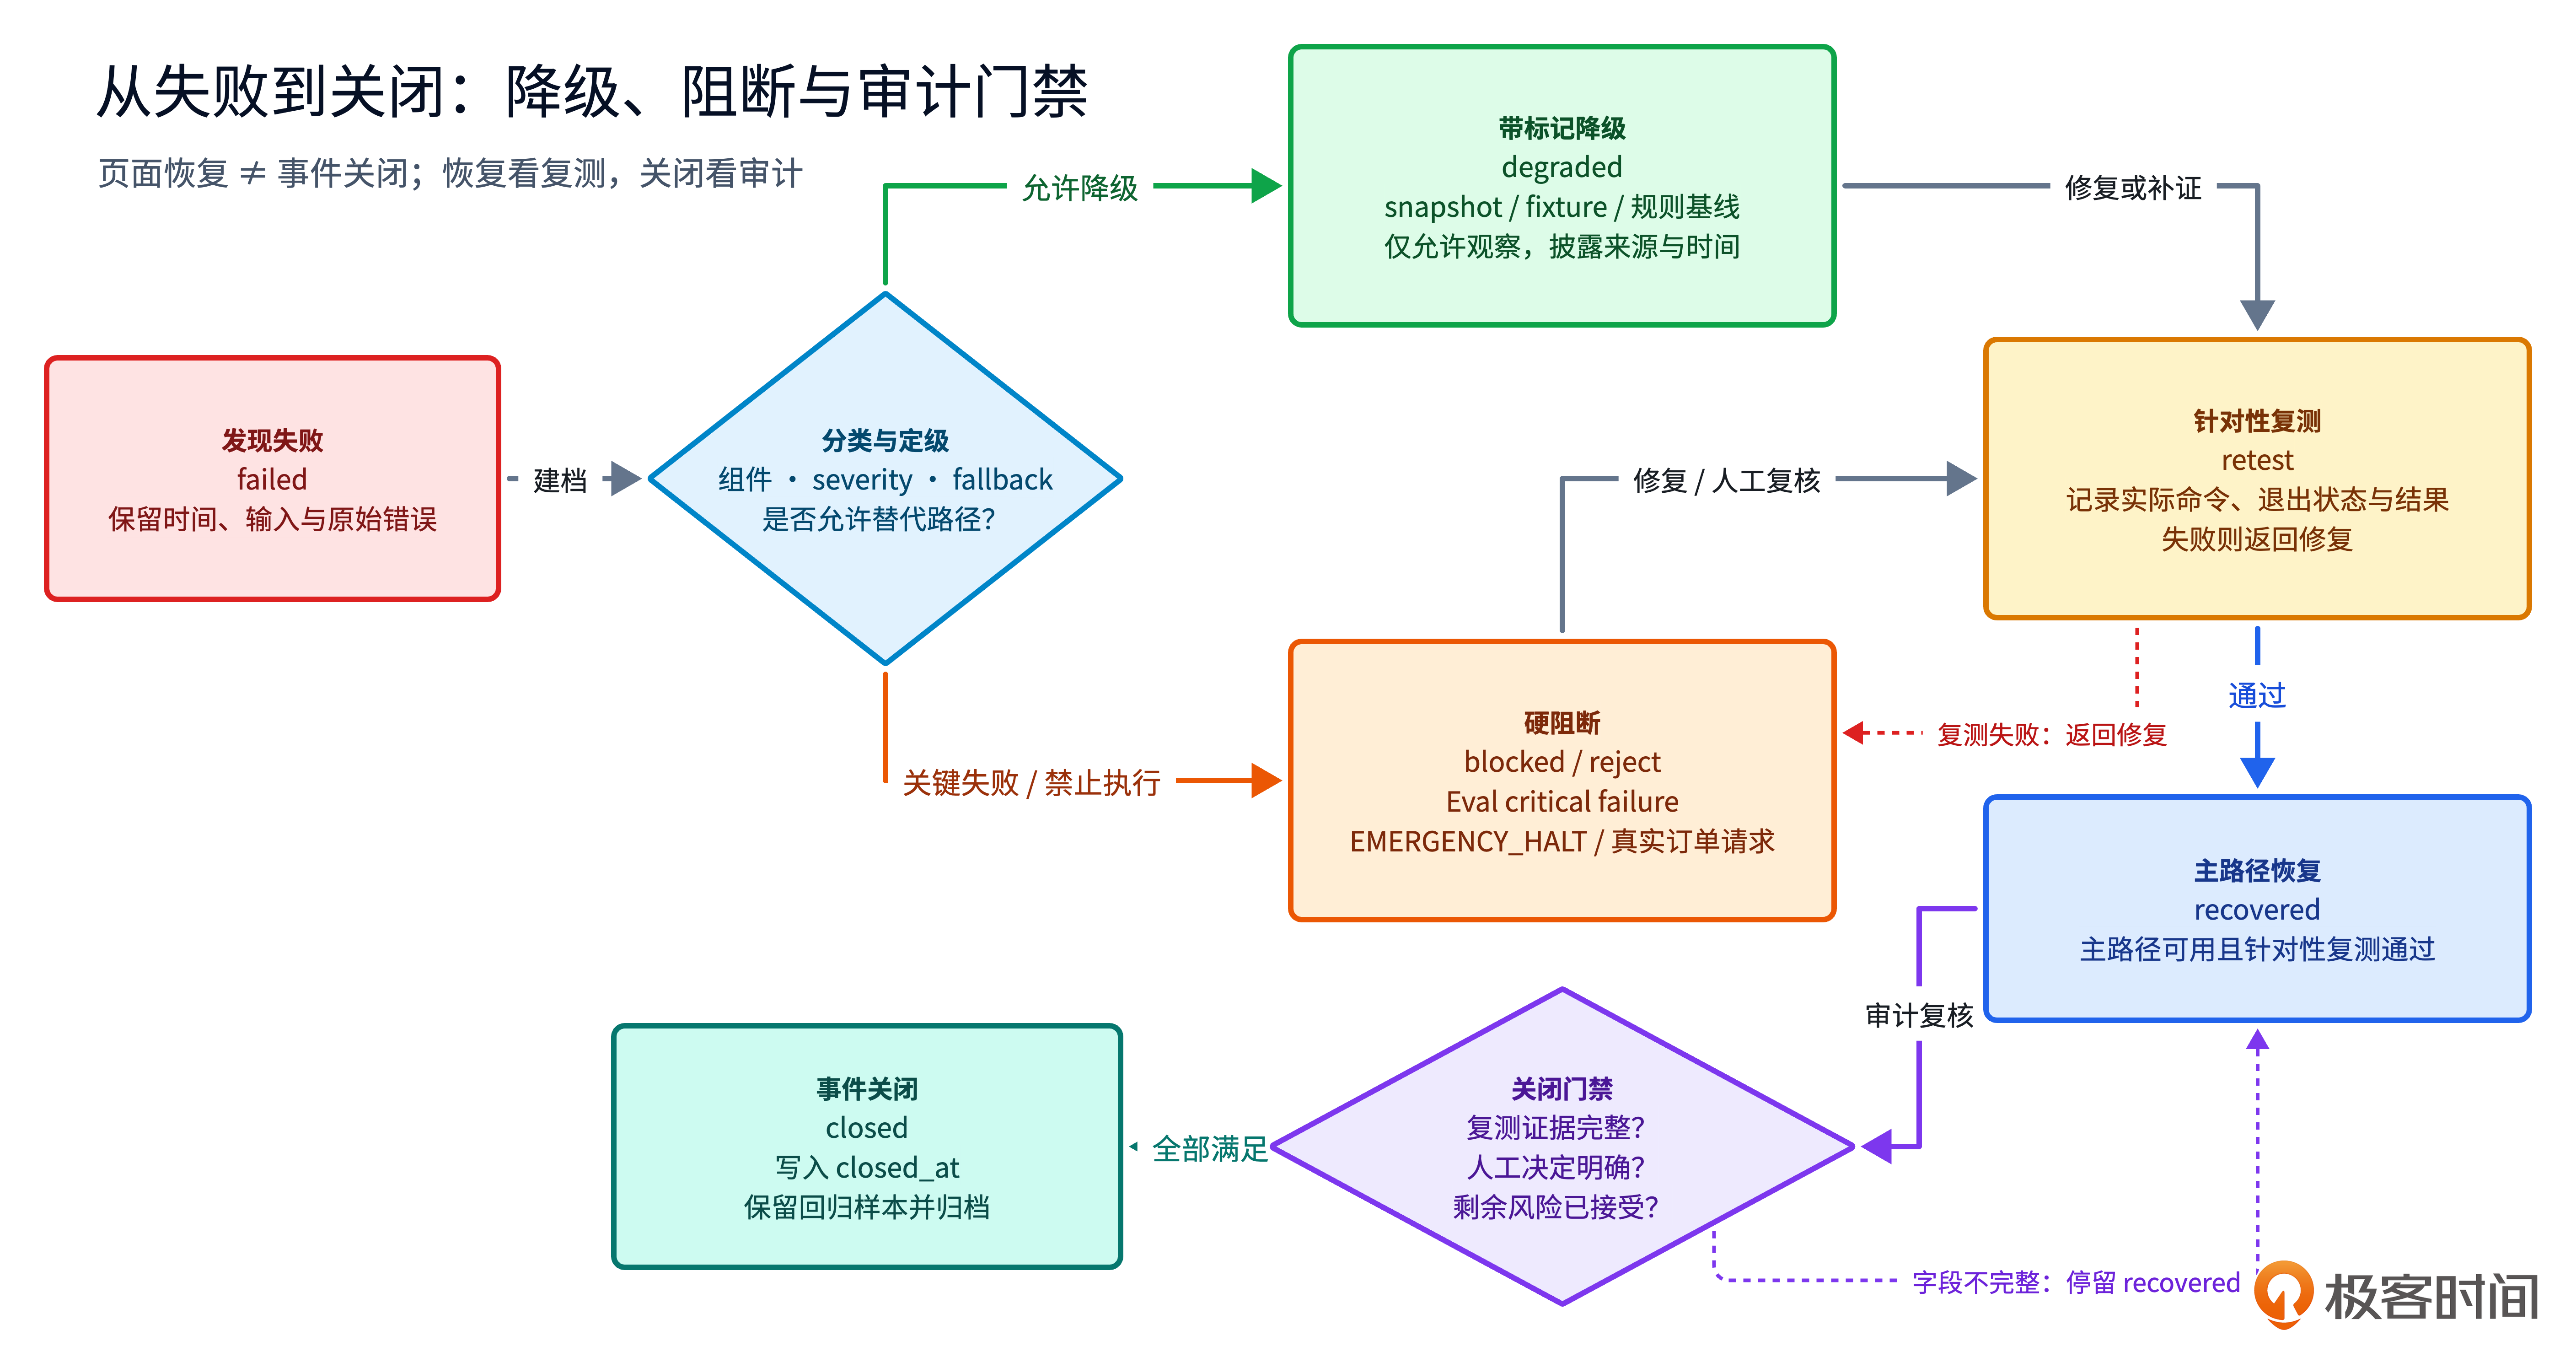 从失败到关闭：降级、阻断与审计门禁
页面恢复 ≠ 事件关闭；恢复看复测，关闭看审计
发现失败
failed
保留时间、输入与原始错误
建档
分类与定级
组件 · severity · fallback
是否允许替代路径？
允许降级
带标记降级
degraded
snapshot / fixture / 规则基线
仅允许观察，披露来源与时间
修复或补证
关键失败 / 禁止执行
硬阻断
blocked / reject
Eval critical failure
EMERGENCY_HALT / 真实订单请求
修复 / 人工复核
针对性复测
retest
记录实际命令、退出状态与结果
失败则返回修复
复测失败：返回修复
通过
主路径恢复
recovered
主路径可用且针对性复测通过
审计复核
关闭门禁
复测证据完整？
人工决定明确？
剩余风险已接受？
字段不完整：停留 recovered
全部满足
事件关闭
closed
写入 closed_at
保留回归样本并归档
极客时间